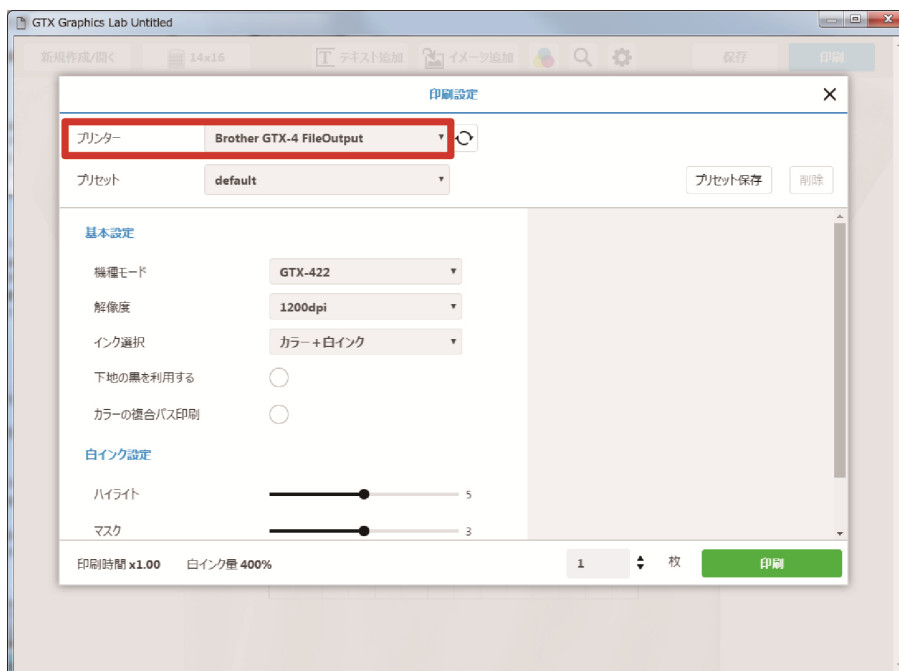 GTX Graphics Lab Untitled
新規作成/開く 14x16 テキスト追加 イメージ追加 保存 印刷
印刷設定
プリンター Brother GTX-4 FileOutput
プリセット default プリセット保存 削除
基本設定
機種モード GTX-422
解像度 1200dpi
インク選択 カラー+白インク
下地の黒を利用する
カラーの複合パス印刷
白インク設定
ハイライト 5
マスク 3
印刷時間 x1.00 白インク量 400% 1 枚 印刷